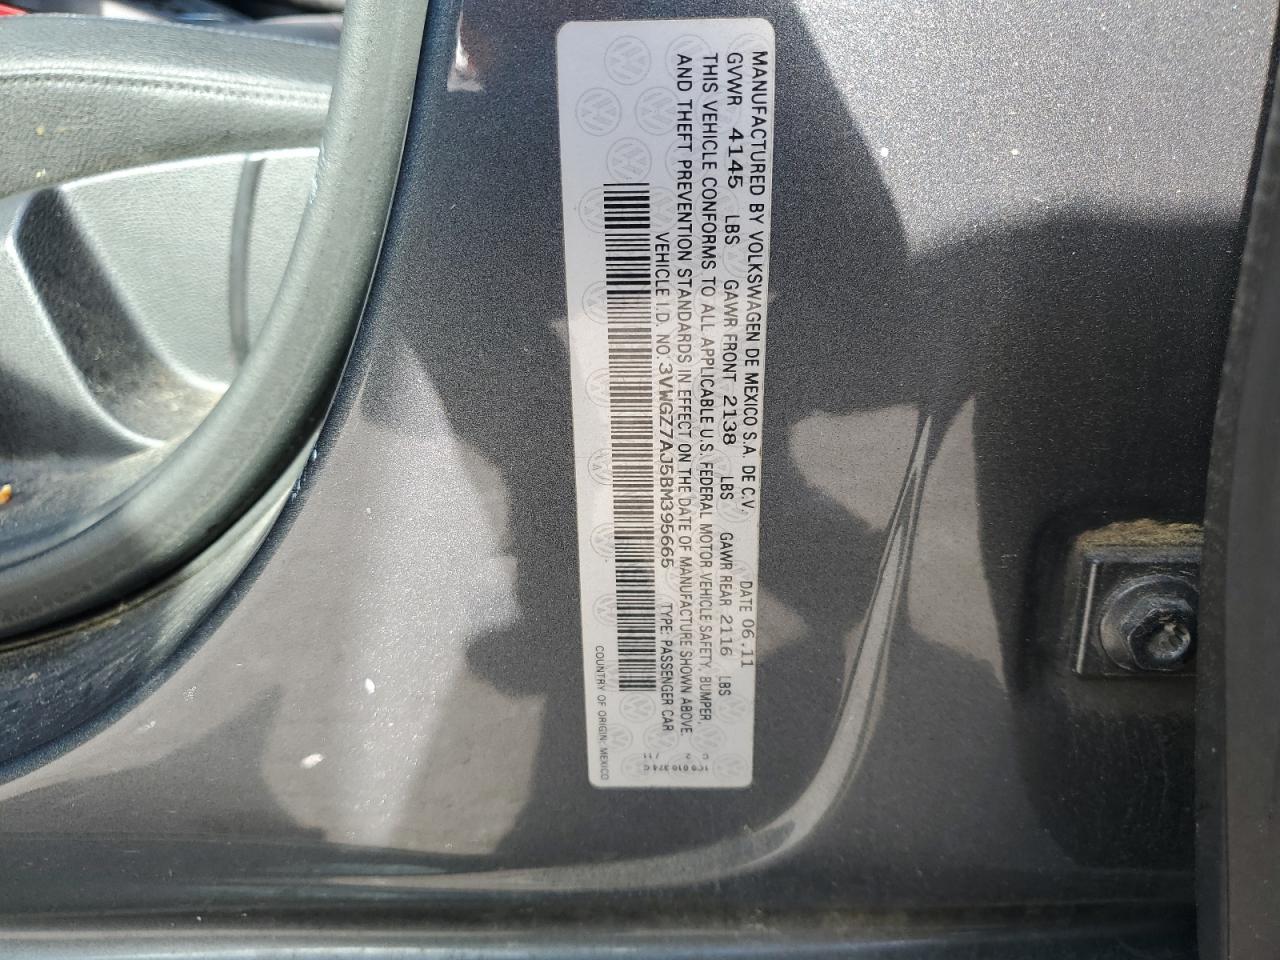 MANUFACTURED BY VOLKSWAGEN DE MEXICO S.A. DE C.V. DATE 06.11
GVWR 4145 LBS GAWR FRONT 2138 LBS GAWR REAR 2116 LBS
THIS VEHICLE CONFORMS TO ALL APPLICABLE U.S. FEDERAL MOTOR VEHICLE SAFETY, BUMPER,
AND THEFT PREVENTION STANDARDS IN EFFECT ON THE DATE OF MANUFACTURE SHOWN ABOVE.
VEHICLE I.D. NO.:3VWGZ7AJ5BM395665 TYPE: PASSENGER CAR
COUNTRY OF ORIGIN: MEXICO